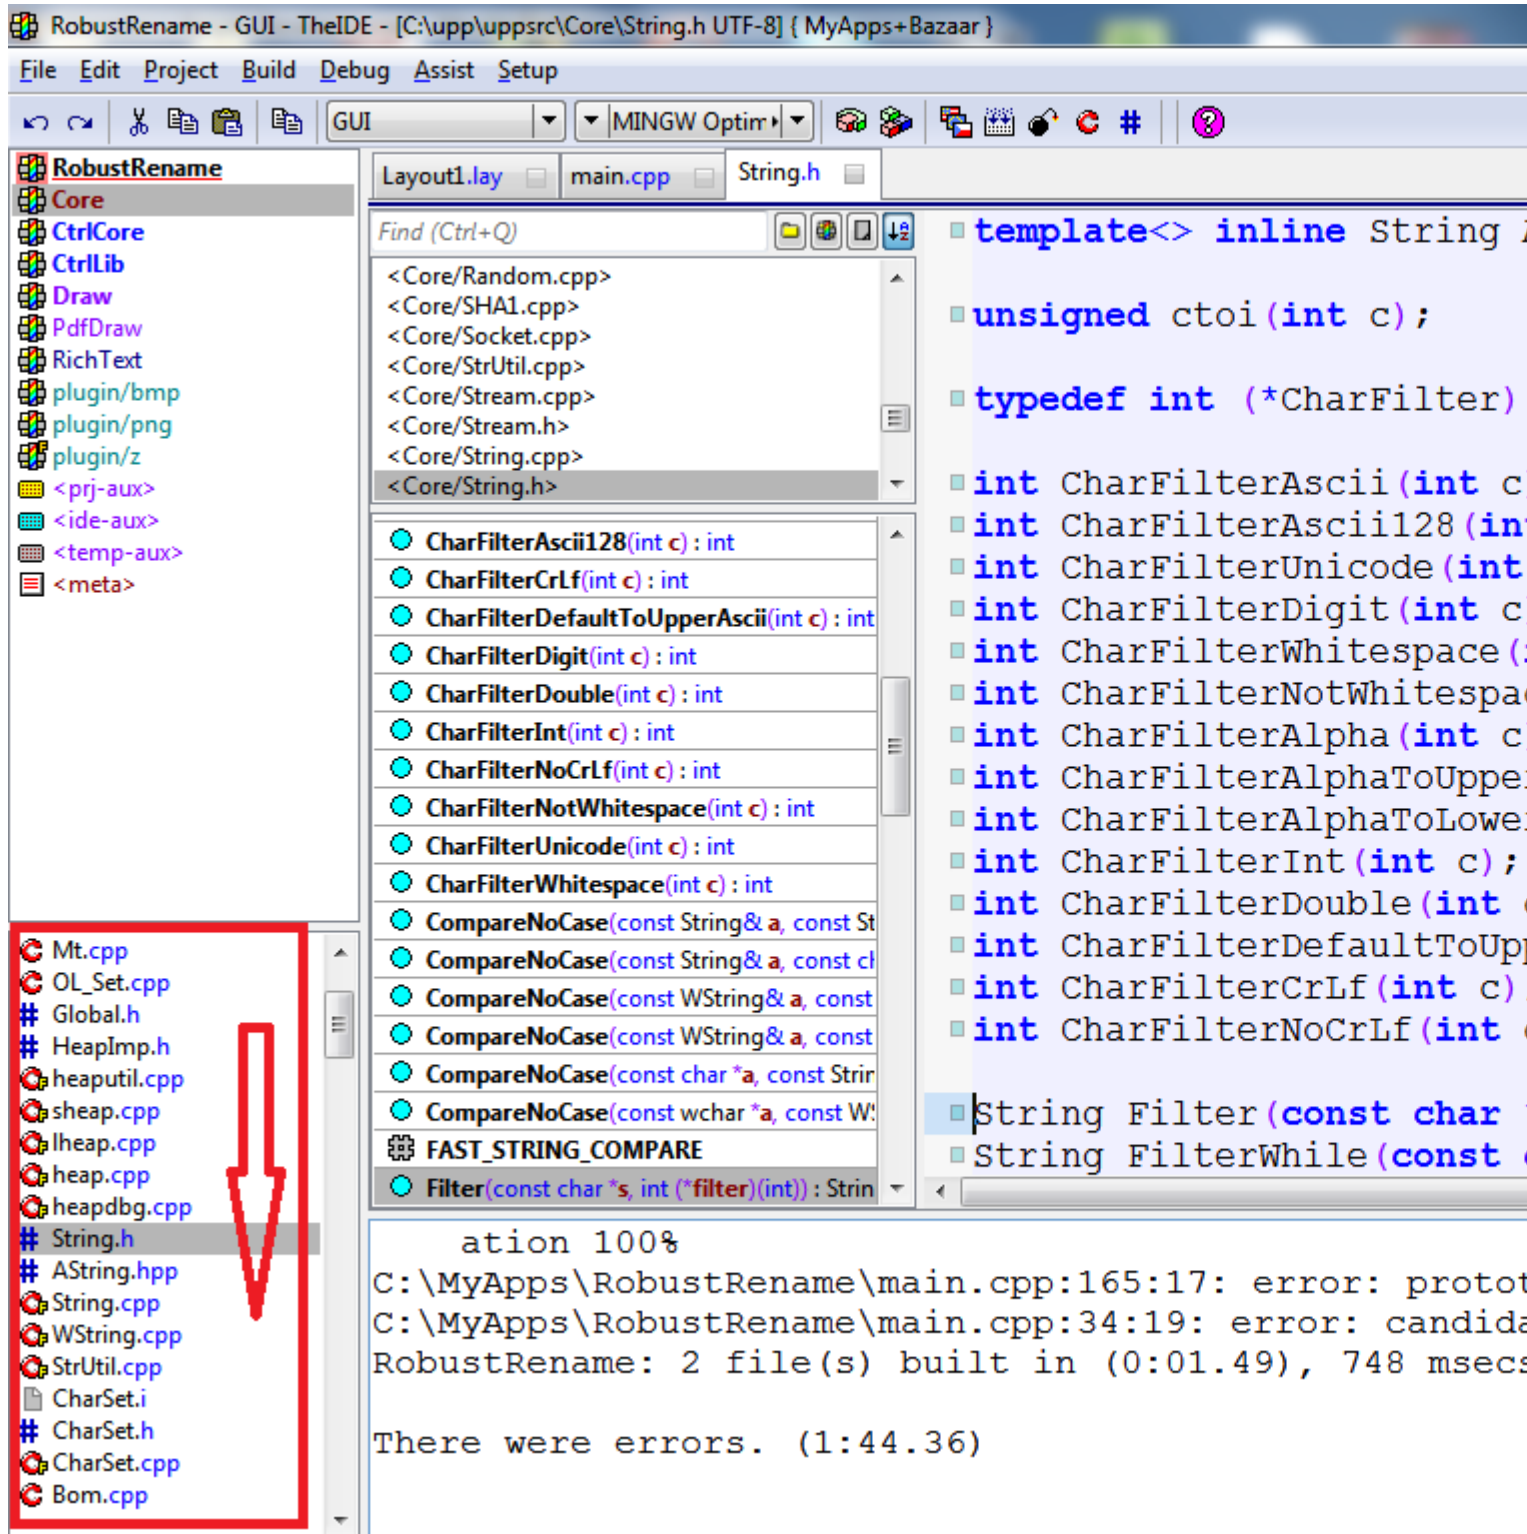 RobustRename - GUI - TheIDE - [C:\upp\uppsrc\Core\String.h UTF-8] { MyApps+Bazaar }
File Edit Project Build Debug Assist Setup
GUI MINGW Optim
RobustRename
Core
CtrlCore
CtrlLib
Draw
PdfDraw
RichText
plugin/bmp
plugin/png
plugin/z
<prj-aux>
<ide-aux>
<temp-aux>
<meta>
Mt.cpp
OL_Set.cpp
Global.h
HeapImp.h
heaputil.cpp
sheap.cpp
lheap.cpp
heap.cpp
heapdbg.cpp
String.h
AString.hpp
String.cpp
WString.cpp
StrUtil.cpp
CharSet.i
CharSet.h
CharSet.cpp
Bom.cpp
Layout1.lay main.cpp String.h
Find (Ctrl+Q)
<Core/Random.cpp>
<Core/SHA1.cpp>
<Core/Socket.cpp>
<Core/StrUtil.cpp>
<Core/Stream.cpp>
<Core/Stream.h>
<Core/String.cpp>
<Core/String.h>
CharFilterAscii128(int c) : int
CharFilterCrLf(int c) : int
CharFilterDefaultToUpperAscii(int c) : int
CharFilterDigit(int c) : int
CharFilterDouble(int c) : int
CharFilterInt(int c) : int
CharFilterNoCrLf(int c) : int
CharFilterNotWhitespace(int c) : int
CharFilterUnicode(int c) : int
CharFilterWhitespace(int c) : int
CompareNoCase(const String& a, const St
CompareNoCase(const String& a, const ch
CompareNoCase(const WString& a, const
CompareNoCase(const WString& a, const
CompareNoCase(const char *a, const Strin
CompareNoCase(const wchar *a, const WS
FAST_STRING_COMPARE
Filter(const char *s, int (*filter)(int)) : Strin
template<> inline String
unsigned ctoi(int c);
typedef int (*CharFilter)
int CharFilterAscii(int c
int CharFilterAscii128(int
int CharFilterUnicode(int
int CharFilterDigit(int c
int CharFilterWhitespace(
int CharFilterNotWhitespac
int CharFilterAlpha(int c
int CharFilterAlphaToUpper
int CharFilterAlphaToLower
int CharFilterInt(int c);
int CharFilterDouble(int c
int CharFilterDefaultToUpp
int CharFilterCrLf(int c)
int CharFilterNoCrLf(int c
String Filter(const char
String FilterWhile(const c
ation 100%
C:\MyApps\RobustRename\main.cpp:165:17: error: protot
C:\MyApps\RobustRename\main.cpp:34:19: error: candida
RobustRename: 2 file(s) built in (0:01.49), 748 msecs
There were errors. (1:44.36)